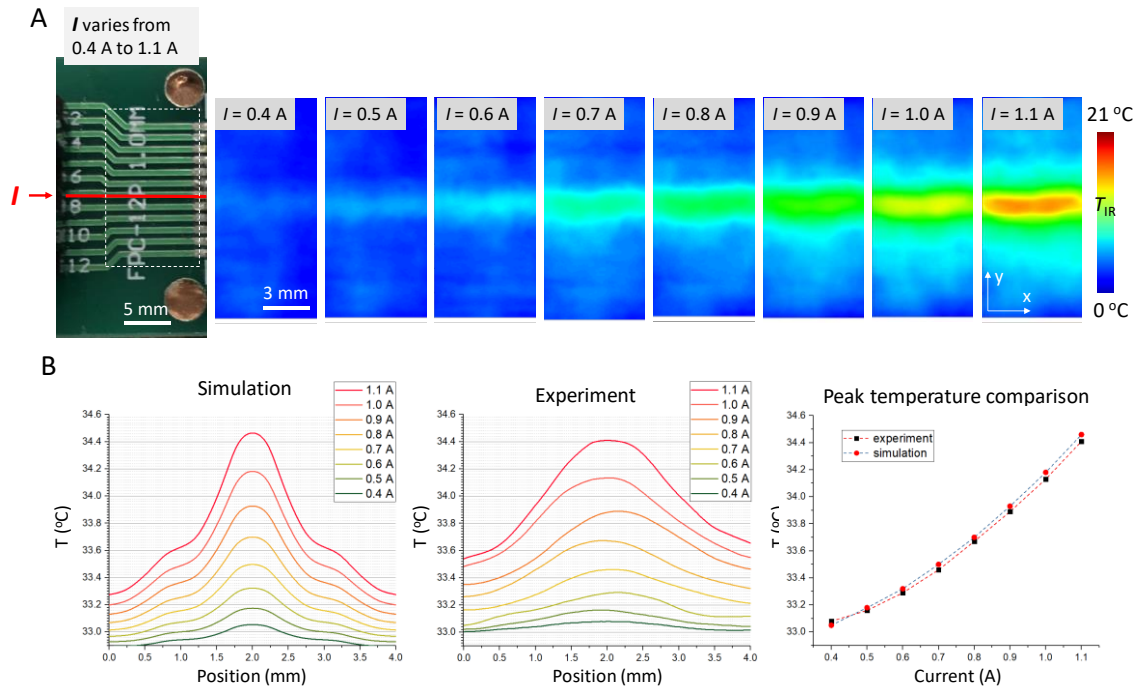 A
I varies from
0.4 A to 1.1 A
2
4
6
8
10
12
FPC-12P 1.0MM
I
5 mm
I = 0.4 A
3 mm
I = 0.5 A
I = 0.6 A
I = 0.7 A
I = 0.8 A
I = 0.9 A
I = 1.0 A
I = 1.1 A
y
x
21 °C
TIR
0 °C
B
Simulation
1.1 A
1.0 A
0.9 A
0.8 A
0.7 A
0.6 A
0.5 A
0.4 A
34.6
34.4
34.2
34.0
33.8
33.6
33.4
33.2
33.0
T (°C)
0.0 0.5 1.0 1.5 2.0 2.5 3.0 3.5 4.0
Position (mm)
Experiment
1.1 A
1.0 A
0.9 A
0.8 A
0.7 A
0.6 A
0.5 A
0.4 A
34.6
34.4
34.2
34.0
33.8
33.6
33.4
33.2
33.0
T (°C)
0.0 0.5 1.0 1.5 2.0 2.5 3.0 3.5 4.0
Position (mm)
Peak temperature comparison
experiment
simulation
34.6
34.4
34.2
34.0
33.8
33.6
33.4
33.2
33.0
T (°C)
0.4 0.5 0.6 0.7 0.8 0.9 1.0 1.1
Current (A)